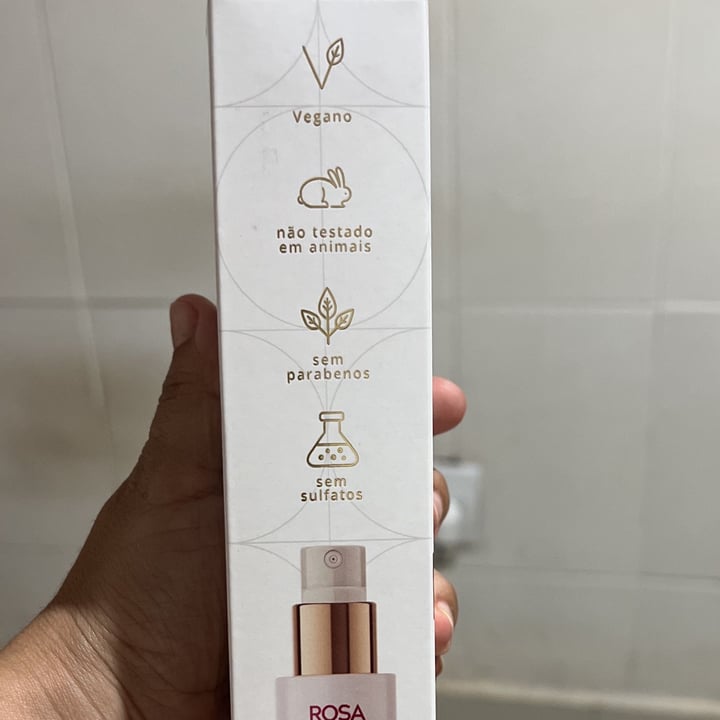 Vegano
não testado
em animais
sem
parabenos
sem
sulfatos
ROSA